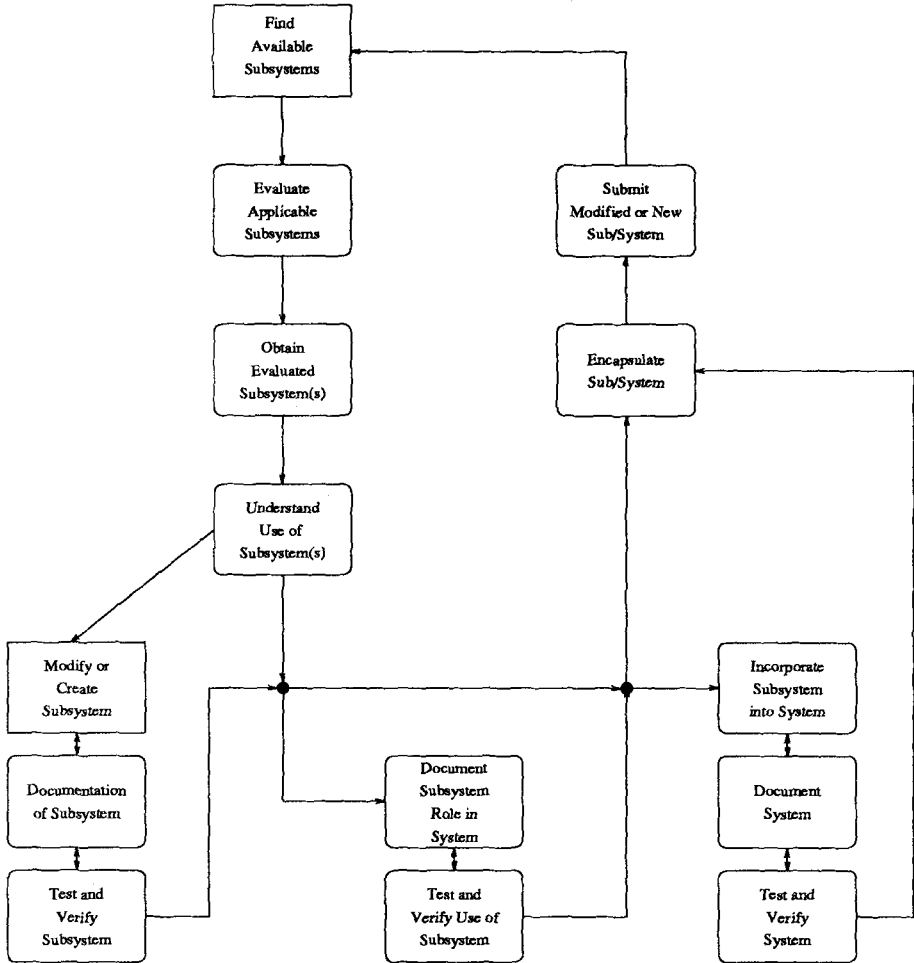 Find
Available
Subsystems
Evaluate
Applicable
Subsystems
Submit
Modified or New
Sub/System
Obtain
Evaluated
Subsystem(s)
Encapsulate
Sub/System
Understand
Use of
Subsystem(s)
Modify or
Create
Subsystem
Incorporate
Subsystem
into System
Documentation
of Subsystem
Document
Subsystem
Role in
System
Document
System
Test and
Verify
Subsystem
Test and
Verify Use of
Subsystem
Test and
Verify
System